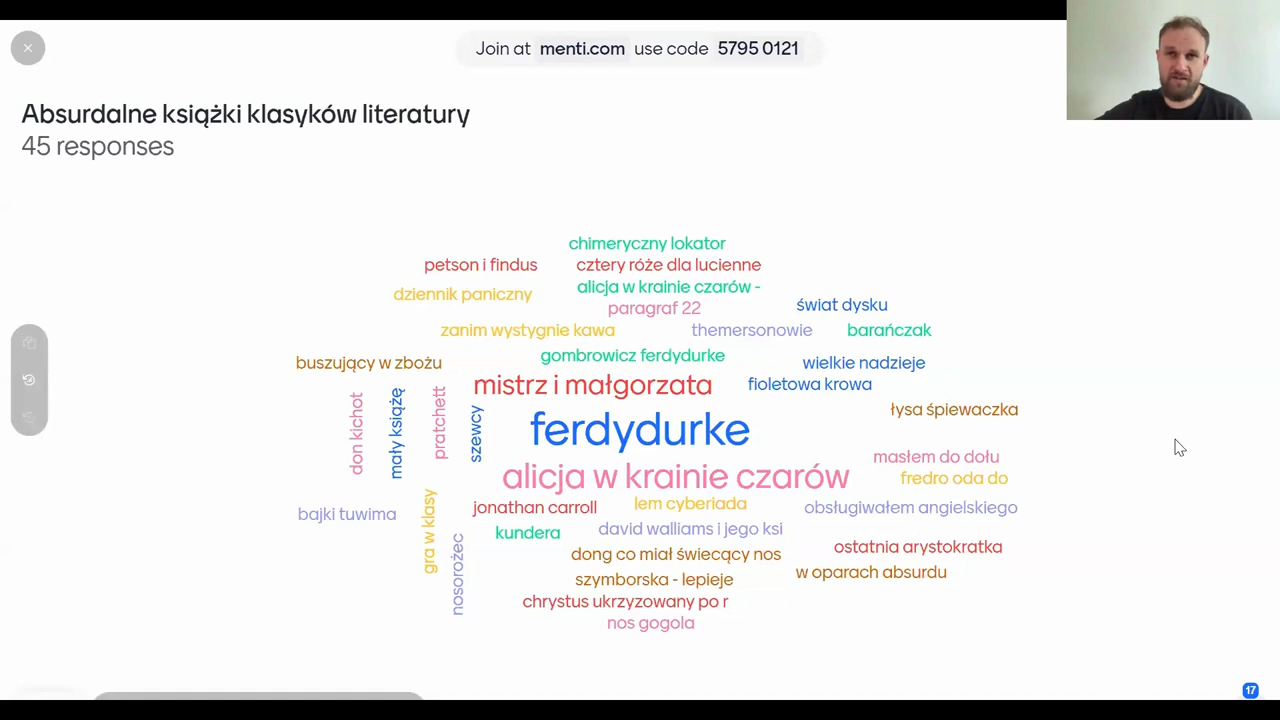 Join at menti.com use code 5795 0121
Absurdalne książki klasyków literatury
45 responses
chimeryczny lokator
petson i findus
cztery róże dla lucienne
dziennik paniczny
alicja w krainie czarów -
paragraf 22
świat dysku
zanim wystygnie kawa
themersonowie
barańczak
buszujący w zbożu
gombrowicz ferdydurke
wielkie nadzieje
mistrz i małgorzata
fioletowa krowa
don kichot
mały książę
pratchett
szewcy
ferdydurke
łysa śpiewaczka
alicja w krainie czarów
masłem do dołu
fredro oda do
bajki tuwima
gra w klasy
jonathan carroll
lem cyberiada
obsługiwałem angielskiego
nosorożec
kundera
david walliams i jego ksi
dong co miał świecący nos
ostatnia arystokratka
szymborska - lepieje
w oparach absurdu
chrystus ukrzyzowany po r
nos gogola
17